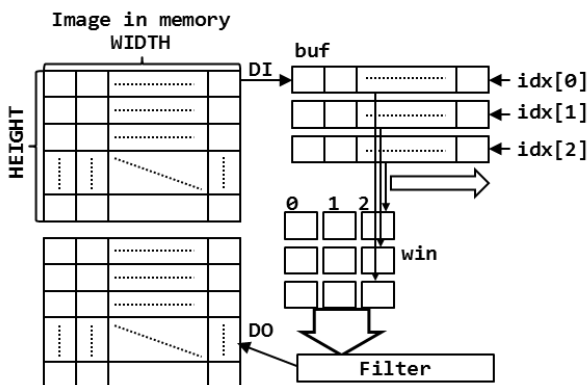 Image in memory
WIDTH
buf
DI
idx[0]
idx[1]
idx[2]
HEIGHT
0 1 2
win
DO
Filter